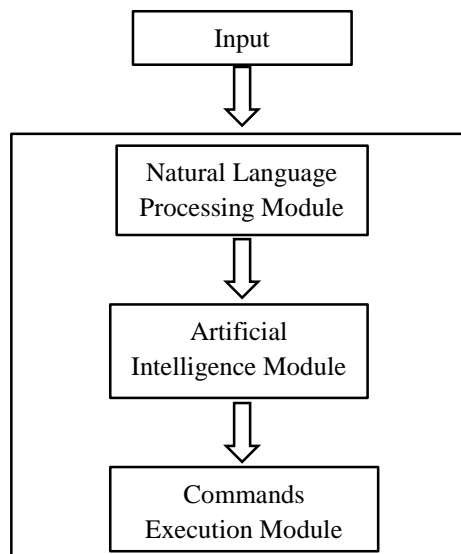 Input
Natural Language
Processing Module
Artificial
Intelligence Module
Commands
Execution Module